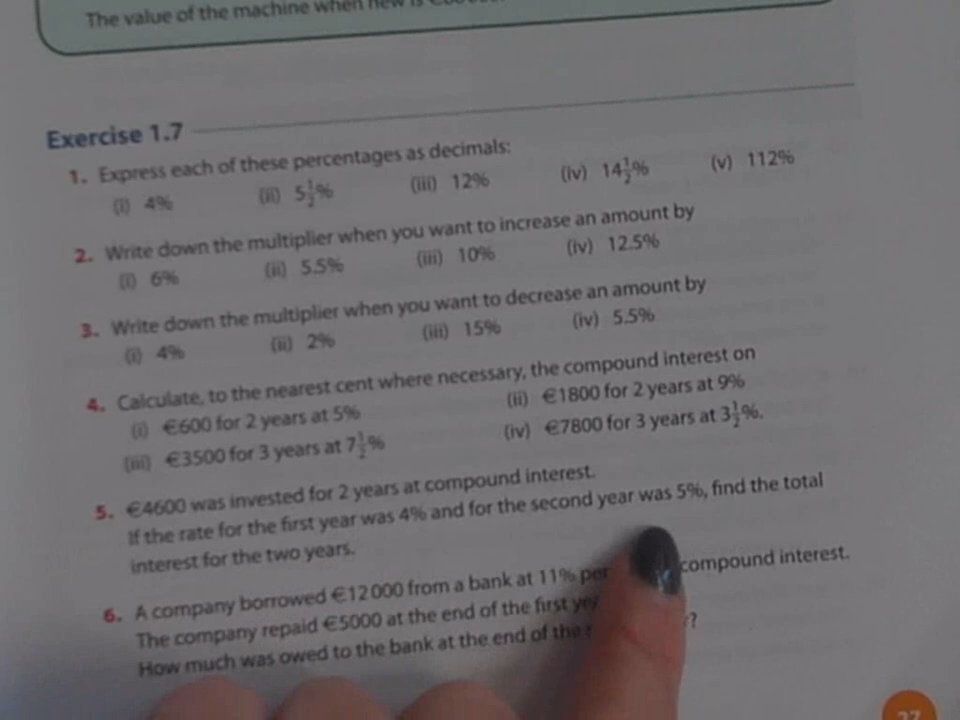 The value of the machine when new is
Exercise 1.7
1. Express each of these percentages as decimals:
(i) 4% (ii) 5½% (iii) 12% (iv) 14½% (v) 112%
2. Write down the multiplier when you want to increase an amount by
(i) 6% (ii) 5.5% (iii) 10% (iv) 12.5%
3. Write down the multiplier when you want to decrease an amount by
(i) 4% (ii) 2% (iii) 15% (iv) 5.5%
4. Calculate, to the nearest cent where necessary, the compound interest on
(i) €600 for 2 years at 5% (ii) €1800 for 2 years at 9%
(iii) €3500 for 3 years at 7½% (iv) €7800 for 3 years at 3½%.
5. €4600 was invested for 2 years at compound interest.
If the rate for the first year was 4% and for the second year was 5%, find the total
interest for the two years.
6. A company borrowed €12 000 from a bank at 11% per compound interest.
The company repaid €5000 at the end of the first
How much was owed to the bank at the end of the ?
27